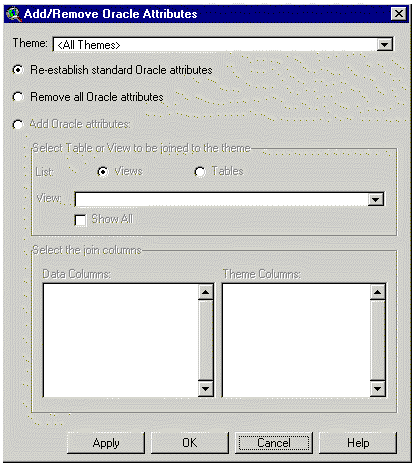 Add/Remove Oracle Attributes
Theme: <All Themes>
Re-establish standard Oracle attributes
Remove all Oracle attributes
Add Oracle attributes:
Select Table or View to be joined to the theme
List: Views Tables
View:
Show All
Select the join columns
Data Columns: Theme Columns:
Apply OK Cancel Help